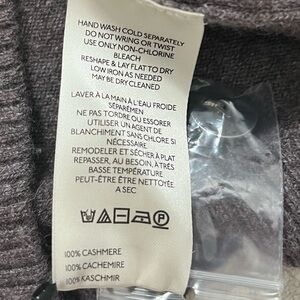 HAND WASH COLD SEPARATELY
DO NOT WRING OR TWIST
USE ONLY NON-CHLORINE
BLEACH
RESHAPE & LAY FLAT TO DRY
LOW IRON AS NEEDED
MAY BE DRY CLEANED
LAVER À LA MAIN À L'EAU FROIDE
SÉPARÉMEN
NE PAS TORDRE OU ESSORER
UTILISER UN AGENT DE
BLANCHIMENT SANS CHLORE SI
NÉCESSAIRE
REMODELER ET SÉCHER À PLAT
REPASSER, AU BESOIN, À TRÈS
BASSE TEMPÉRATURE
PEUT-ÊTRE ÊTRE NETTOYÉE
A SEC
P
100% CASHMERE
100% CACHEMIRE
100% KASCHMIR